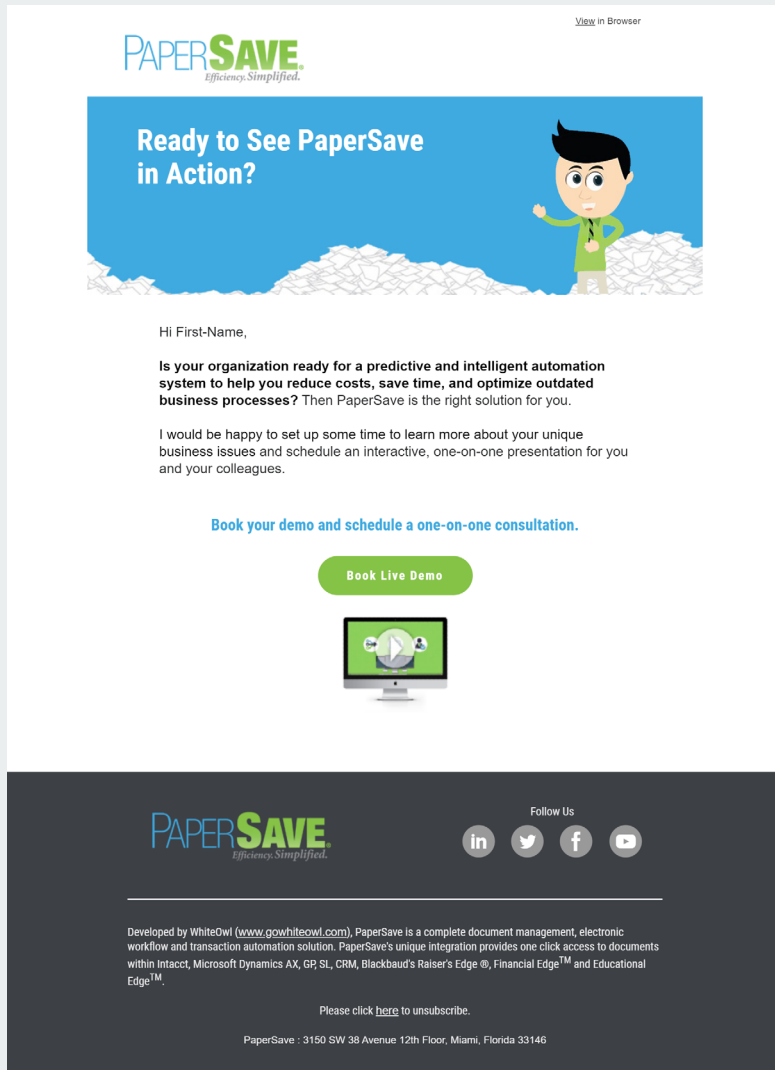 View in Browser
PAPERSAVE®
Efficiency. Simplified.
Ready to See PaperSave
in Action?
Hi First-Name,
Is your organization ready for a predictive and intelligent automation
system to help you reduce costs, save time, and optimize outdated
business processes? Then PaperSave is the right solution for you.
I would be happy to set up some time to learn more about your unique
business issues and schedule an interactive, one-on-one presentation for you
and your colleagues.
Book your demo and schedule a one-on-one consultation.
Book Live Demo
PAPERSAVE®
Efficiency. Simplified.
Follow Us
Developed by WhiteOwl (www.gowhiteowl.com), PaperSave is a complete document management, electronic
workflow and transaction automation solution. PaperSave's unique integration provides one click access to documents
within Intacct, Microsoft Dynamics AX, GP, SL, CRM, Blackbaud's Raiser's Edge ®, Financial Edge™ and Educational
Edge™.
Please click here to unsubscribe.
PaperSave : 3150 SW 38 Avenue 12th Floor, Miami, Florida 33146